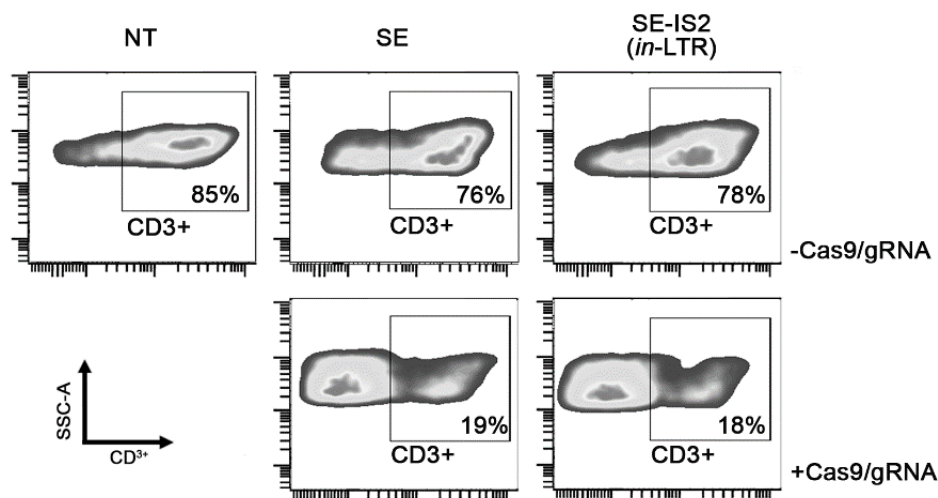 NT
SE
SE-IS2
(in-LTR)
85%
CD3+
76%
CD3+
78%
CD3+
-Cas9/gRNA
SSC-A
CD³⁺
19%
CD3+
18%
CD3+
+Cas9/gRNA